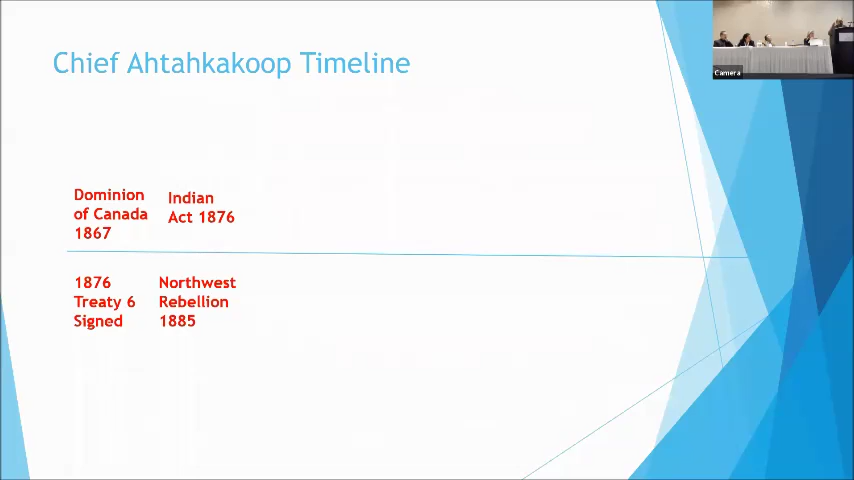 Chief Ahtahkakoop Timeline
Camera
Dominion
of Canada
1867
Indian
Act 1876
1876
Treaty 6
Signed
Northwest
Rebellion
1885